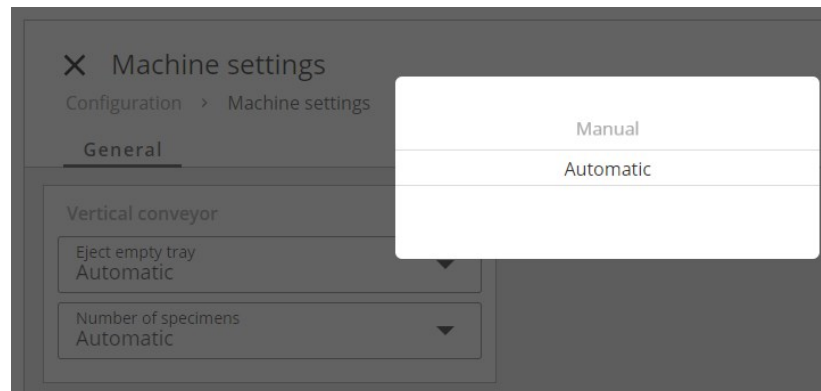 Machine settings
Configuration > Machine settings
General
Manual
Automatic
Vertical conveyor
Eject empty tray
Automatic
Number of specimens
Automatic